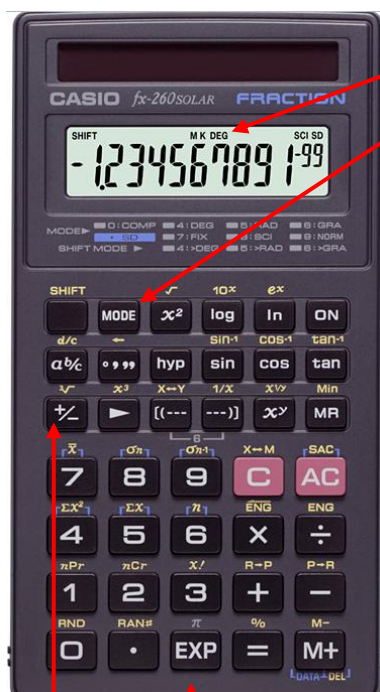 CASIO fx-260 SOLAR FRACTION
SHIFT M K DEG SCI SD
-1.234567891-99
MODE▶ 0:COMP 4:DEG 5:RAD 6:GRA
• SD 7:FIX 8:SCI 9:NORM
SHIFT MODE ▶ 4:▸DEG 5:▸RAD 6:▸GRA
SHIFT √ 10ˣ eˣ
MODE x² log ln ON
d/c ← sin⁻¹ cos⁻¹ tan⁻¹
a b/c °,,, hyp sin cos tan
³√ x³ X↔Y 1/X X^1/y Min
+/− ▶ [(--- ---)] xʸ MR
6
x̄ σn σn-1 X↔M SAC
7 8 9 C AC
ΣX² ΣX n ENG ENG
4 5 6 × ÷
nPr nCr X! R→P P→R
1 2 3 + −
RND RAN# π % M−
0 • EXP = M+
DATA DEL